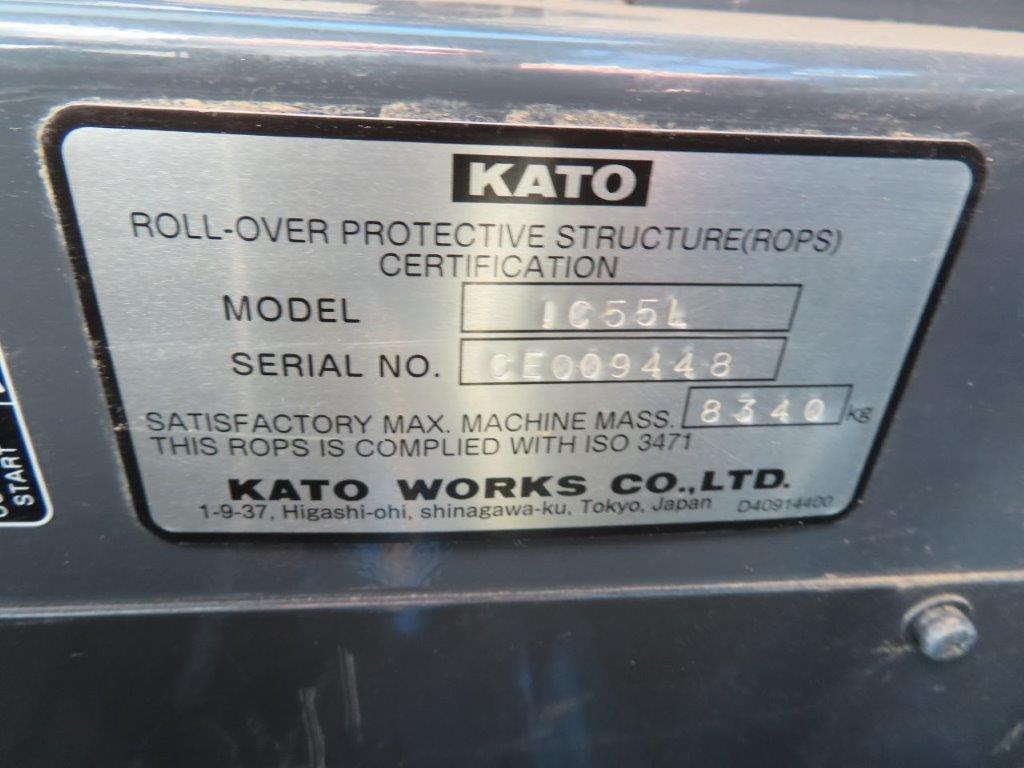 KATO
ROLL-OVER PROTECTIVE STRUCTURE(ROPS)
CERTIFICATION
MODEL IC55L
SERIAL NO. CE009448
SATISFACTORY MAX. MACHINE MASS. 8340 kg
THIS ROPS IS COMPLIED WITH ISO 3471
KATO WORKS CO.,LTD.
1-9-37, Higashi-ohi, shinagawa-ku, Tokyo, Japan D40914400
START